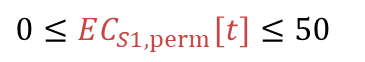 0 ≤ EC_{S1,perm}[t] ≤ 50